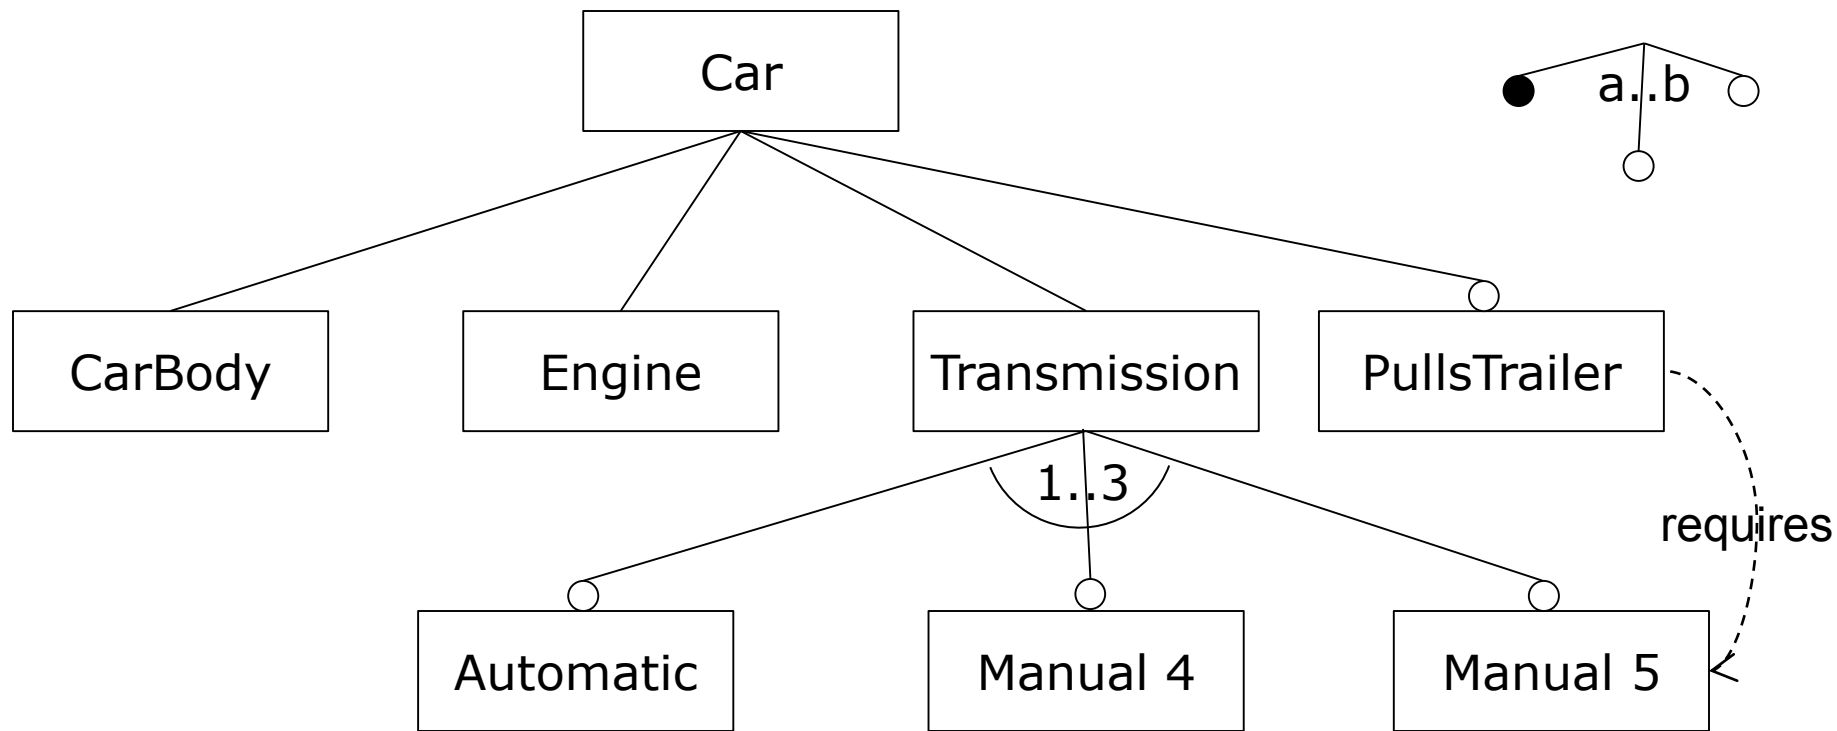 Car
a..b
CarBody
Engine
Transmission
PullsTrailer
1..3
requires
Automatic
Manual 4
Manual 5